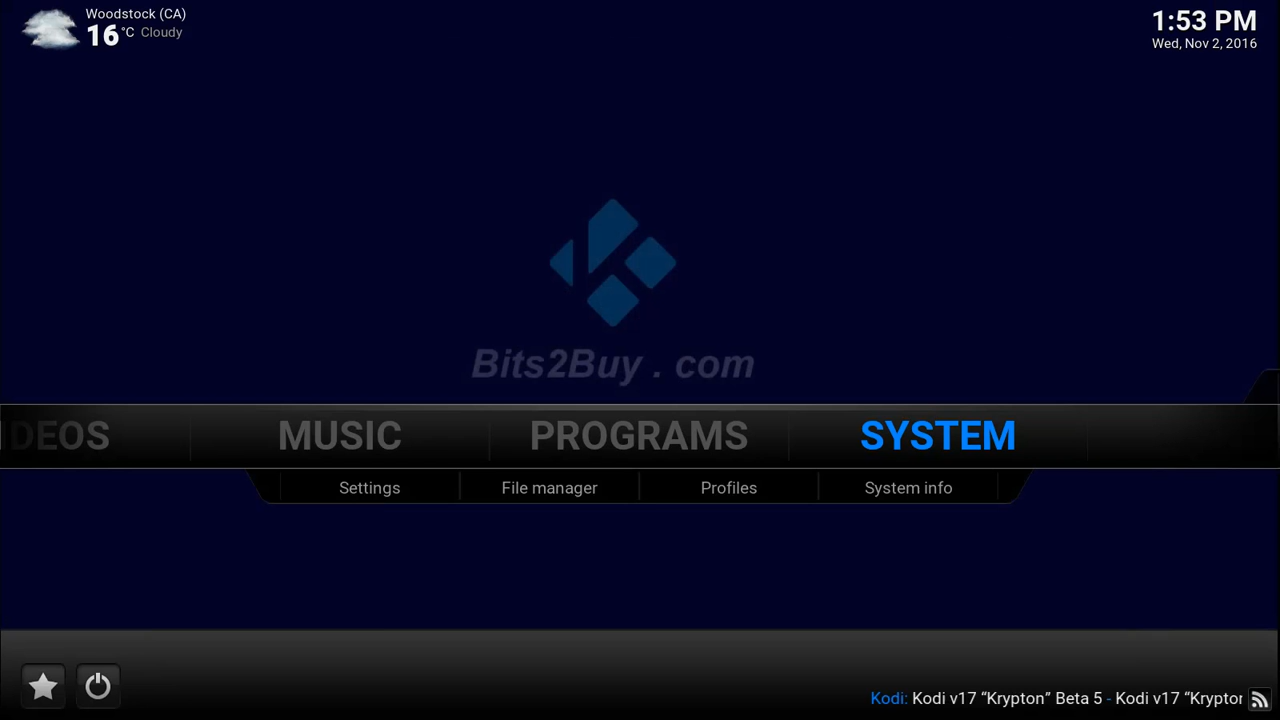 Woodstock (CA)
16 °C Cloudy
1:53 PM
Wed, Nov 2, 2016
Bits2Buy . com
DEOS MUSIC PROGRAMS SYSTEM
Settings File manager Profiles System info
Kodi: Kodi v17 “Krypton” Beta 5 - Kodi v17 “Krypton